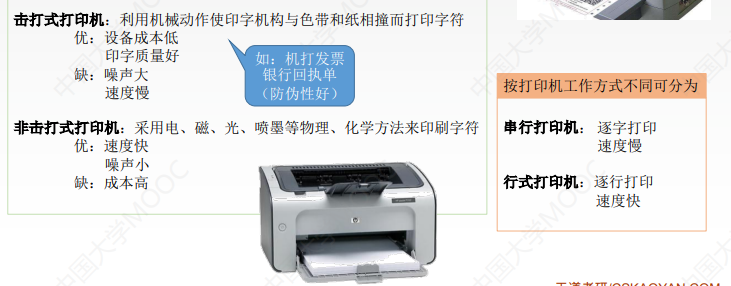 击打式打印机：利用机械动作使印字机构与色带和纸相撞而打印字符
优：设备成本低
印字质量好
缺：噪声大
速度慢
如：机打发票
银行回执单
（防伪性好）
非击打式打印机：采用电、磁、光、喷墨等物理、化学方法来印刷字符
优：速度快
噪声小
缺：成本高
按打印机工作方式不同可分为
串行打印机：逐字打印
速度慢
行式打印机：逐行打印
速度快
中国大学MOOC